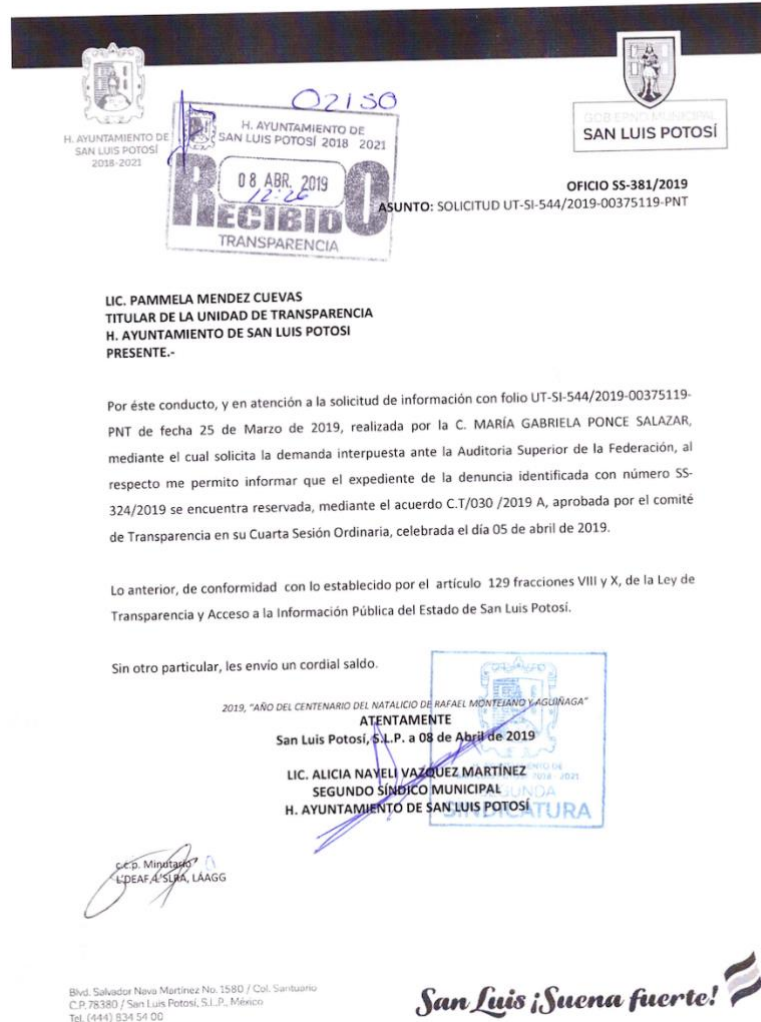 02150
H. AYUNTAMIENTO DE
SAN LUIS POTOSÍ
2018-2021
H. AYUNTAMIENTO DE
SAN LUIS POTOSÍ 2018 2021
08 ABR. 2019
12:26
RECIBIDO
TRANSPARENCIA
GOBIERNO MUNICIPAL
SAN LUIS POTOSÍ
OFICIO SS-381/2019
ASUNTO: SOLICITUD UT-SI-544/2019-00375119-PNT
LIC. PAMMELA MENDEZ CUEVAS
TITULAR DE LA UNIDAD DE TRANSPARENCIA
H. AYUNTAMIENTO DE SAN LUIS POTOSI
PRESENTE.-
Por éste conducto, y en atención a la solicitud de información con folio UT-SI-544/2019-00375119-
PNT de fecha 25 de Marzo de 2019, realizada por la C. MARÍA GABRIELA PONCE SALAZAR,
mediante el cual solicita la demanda interpuesta ante la Auditoria Superior de la Federación, al
respecto me permito informar que el expediente de la denuncia identificada con número SS-
324/2019 se encuentra reservada, mediante el acuerdo C.T/030 /2019 A, aprobada por el comité
de Transparencia en su Cuarta Sesión Ordinaria, celebrada el día 05 de abril de 2019.
Lo anterior, de conformidad con lo establecido por el artículo 129 fracciones VIII y X, de la Ley de
Transparencia y Acceso a la Información Pública del Estado de San Luis Potosí.
Sin otro particular, les envío un cordial saldo.
2019, "AÑO DEL CENTENARIO DEL NATALICIO DE RAFAEL MONTEJANO Y AGUIÑAGA"
ATENTAMENTE
San Luis Potosí, S.L.P. a 08 de Abril de 2019
LIC. ALICIA NAYELI VAZQUEZ MARTÍNEZ
SEGUNDO SÍNDICO MUNICIPAL
H. AYUNTAMIENTO DE SAN LUIS POTOSÍ
2018 - 2021
SEGUNDA
SINDICATURA
c.c.p. Minutario
L'DEAF, L'SLRA, LÁAGG
Blvd. Salvador Nava Martínez No. 1580 / Col. Santuario
C.P. 78380 / San Luis Potosí, S.L.P., México
Tel. (444) 834 54 00
San Luis ¡Suena fuerte!